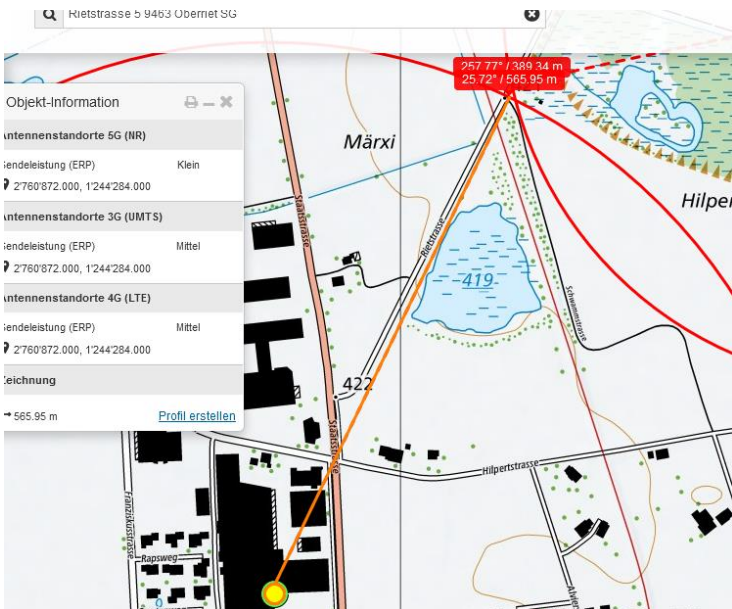 Rietstrasse 5 9463 Oberriet SG
257.77° / 389.34 m
25.72° / 565.95 m
Objekt-Information
Antennenstandorte 5G (NR)
Sendeleistung (ERP) Klein
2'760'872.000, 1'244'284.000
Antennenstandorte 3G (UMTS)
Sendeleistung (ERP) Mittel
2'760'872.000, 1'244'284.000
Antennenstandorte 4G (LTE)
Sendeleistung (ERP) Mittel
2'760'872.000, 1'244'284.000
Zeichnung
565.95 m Profil erstellen
Märxi
Hilper
Staatsstrasse
Rietstrasse
419
Schwammstrasse
422
Staatsstrasse
Hilpertstrasse
Franziskusstrasse
Rapsweg
9
Alvier